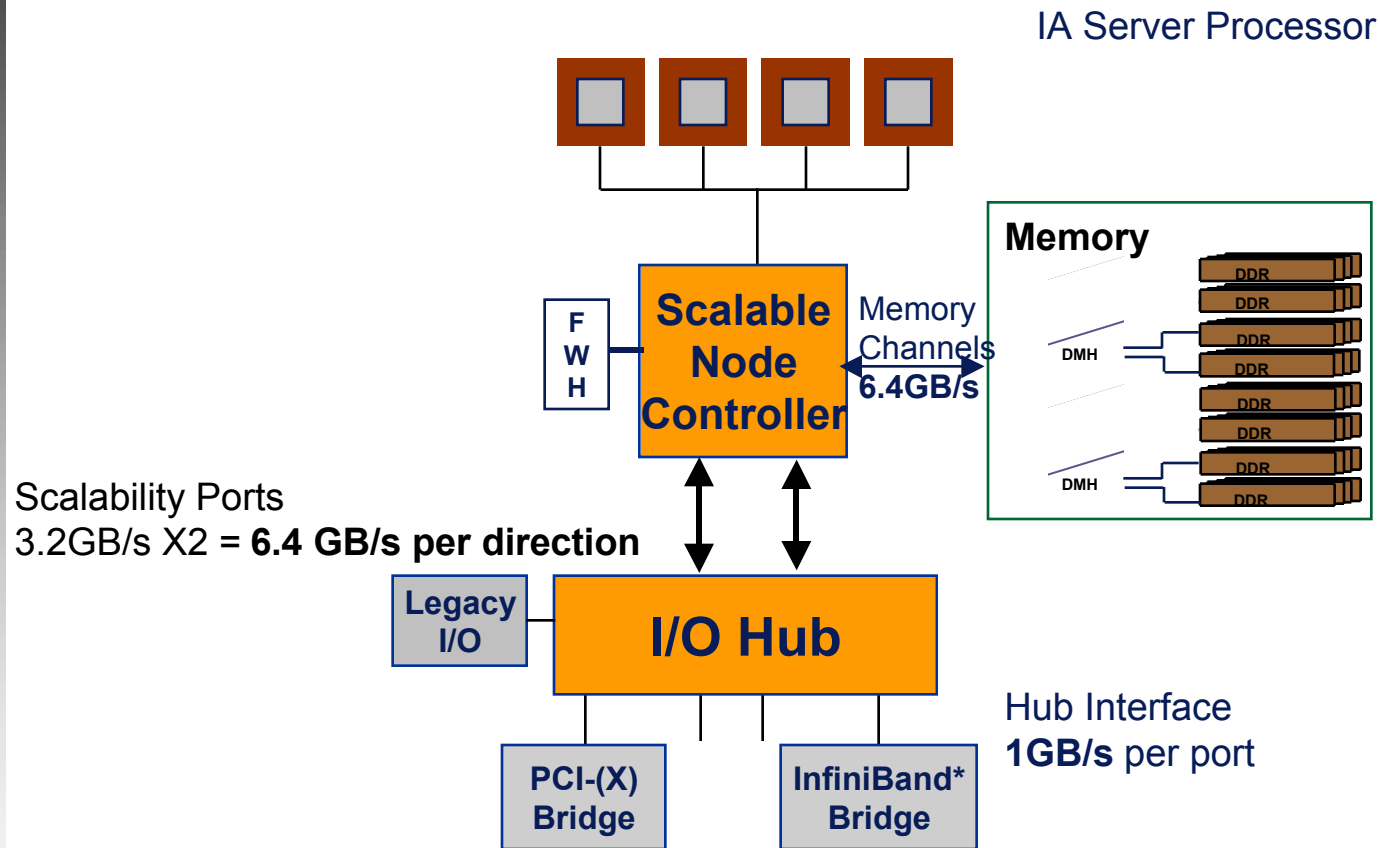 IA Server Processor
Memory
DDR
DDR
DDR
DDR
DDR
DDR
DDR
DDR
DMH
DMH
F
W
H
Scalable
Node
Controller
Memory
Channels
6.4GB/s
Scalability Ports
3.2GB/s X2 = 6.4 GB/s per direction
Legacy
I/O
I/O Hub
Hub Interface
1GB/s per port
PCI-(X)
Bridge
InfiniBand*
Bridge